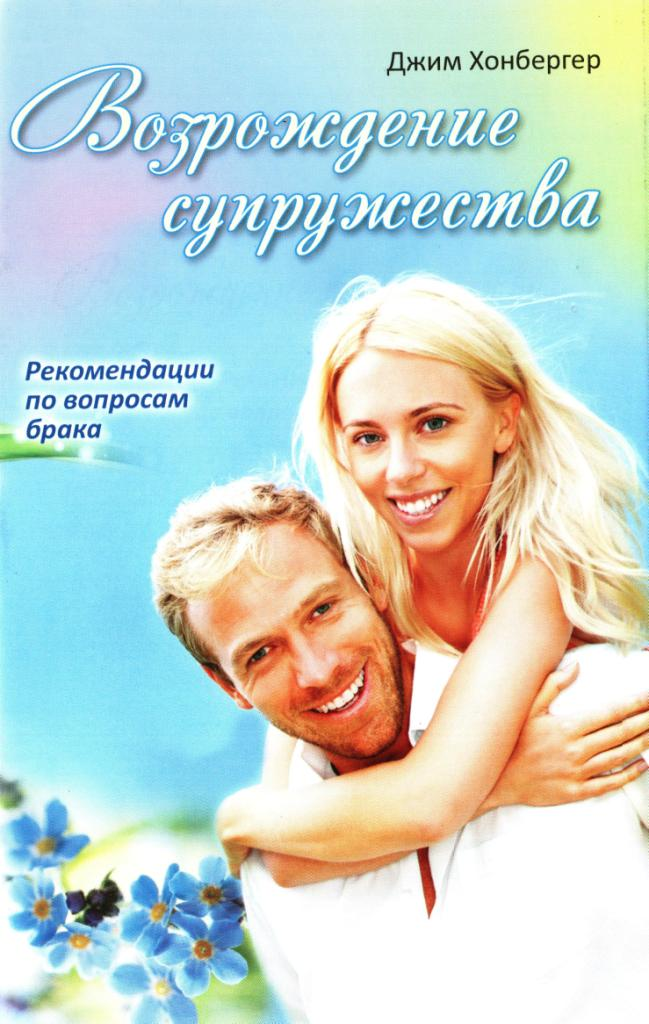 Джим Хонбергер
Возрождение
супружества
Рекомендации
по вопросам
брака